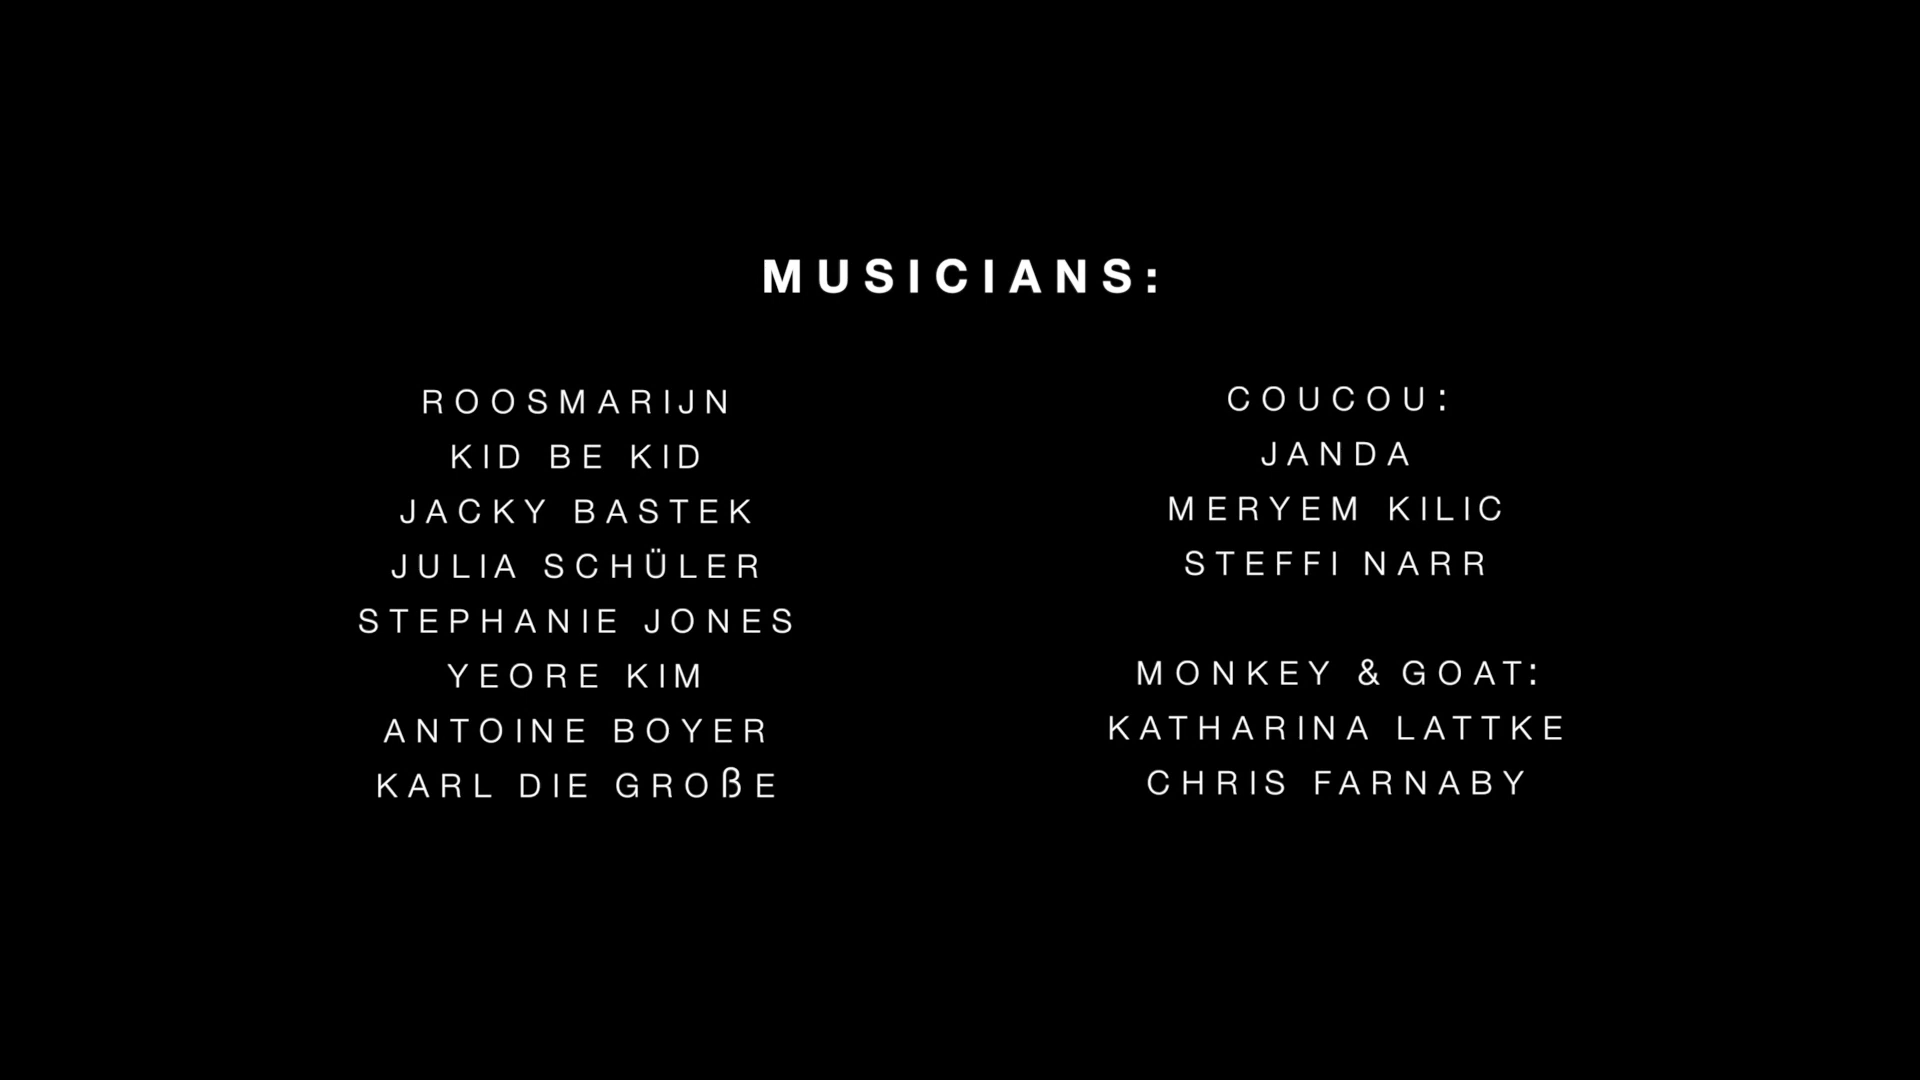 MUSICIANS:
ROOSMARIJN
KID BE KID
JACKY BASTEK
JULIA SCHÜLER
STEPHANIE JONES
YEORE KIM
ANTOINE BOYER
KARL DIE GROßE
COUCOU:
JANDA
MERYEM KILIC
STEFFI NARR
MONKEY & GOAT:
KATHARINA LATTKE
CHRIS FARNABY